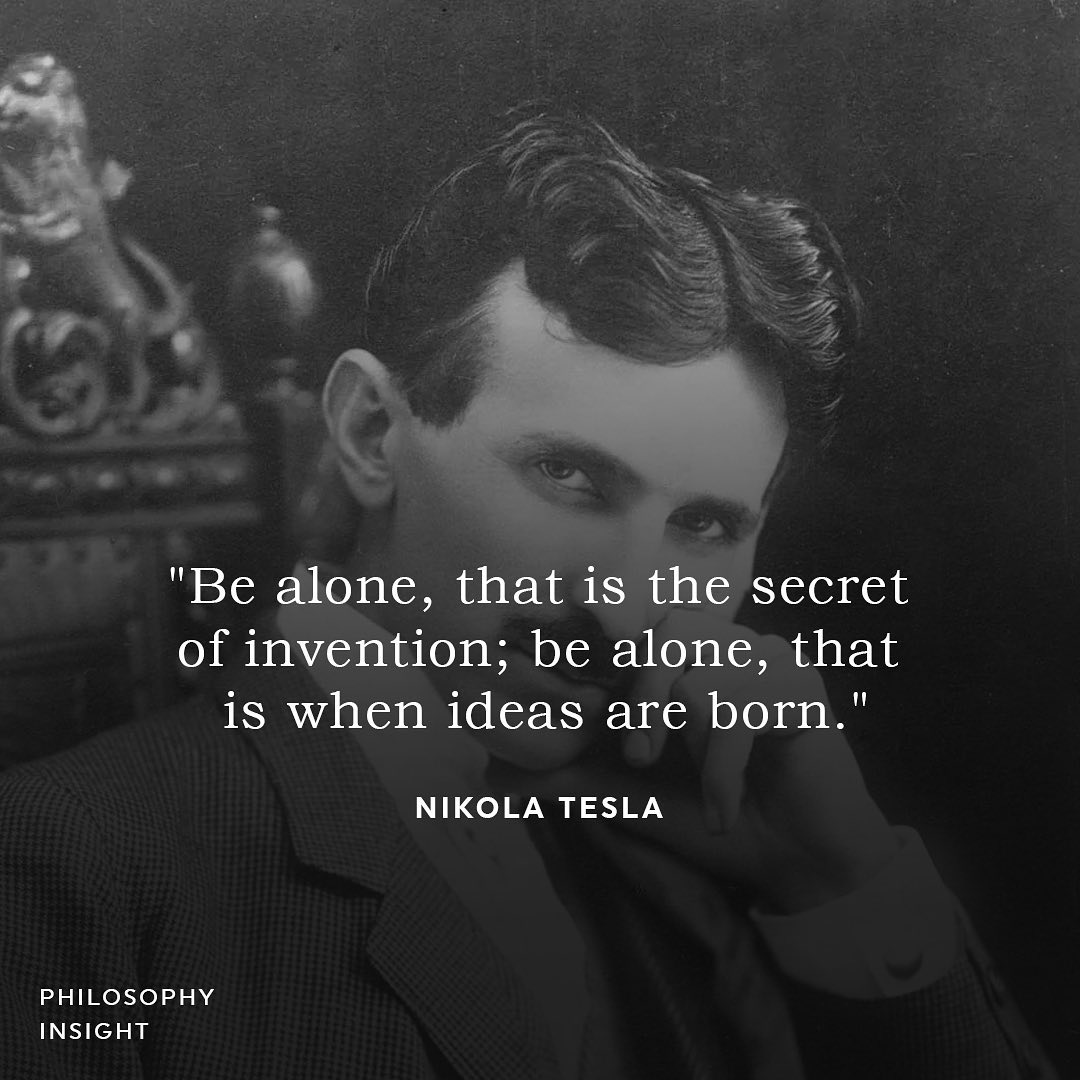 "Be alone, that is the secret
of invention; be alone, that
is when ideas are born."
NIKOLA TESLA
PHILOSOPHY
INSIGHT